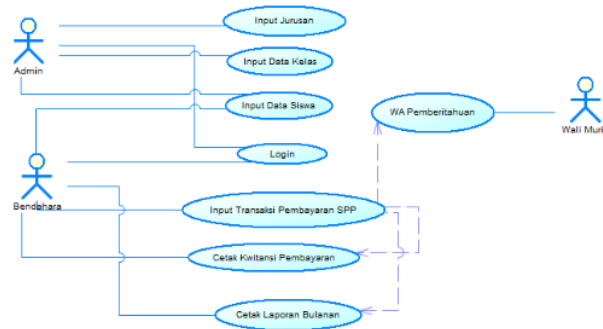 Input Jurusan
Admin
Input Data Kelas
Input Data Siswa
WA Pemberitahuan
Wali Muri
Login
Bendahara
Input Transaksi Pembayaran SPP
Cetak Kwitansi Pembayaran
Cetak Laporan Bulanan